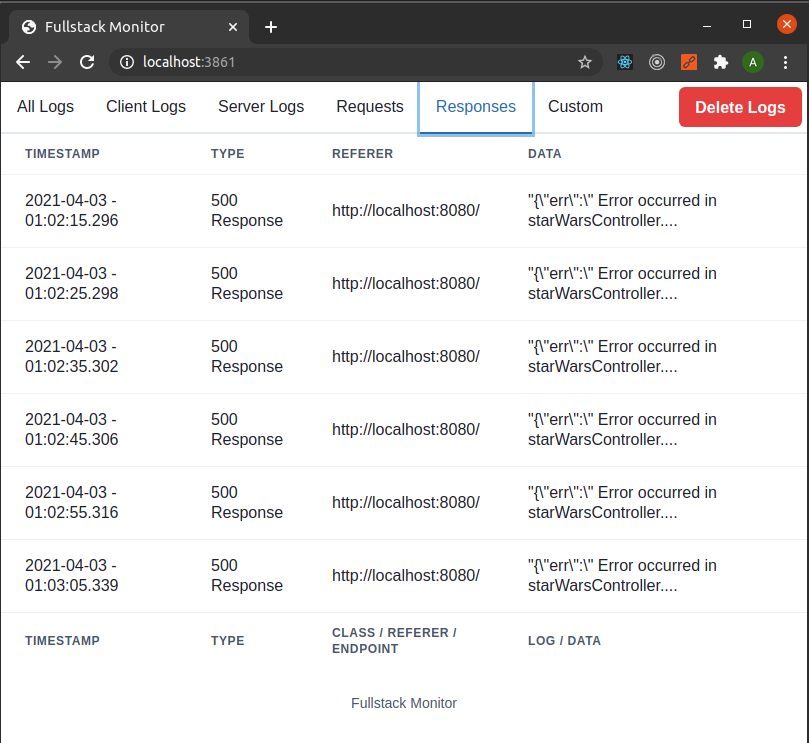 Fullstack Monitor
localhost:3861
A
All Logs Client Logs Server Logs Requests Responses Custom Delete Logs
TIMESTAMP TYPE REFERER DATA
2021-04-03 - 500 "{\"err\":\" Error occurred in
01:02:15.296 Response http://localhost:8080/ starWarsController....
2021-04-03 - 500 "{\"err\":\" Error occurred in
01:02:25.298 Response http://localhost:8080/ starWarsController....
2021-04-03 - 500 "{\"err\":\" Error occurred in
01:02:35.302 Response http://localhost:8080/ starWarsController....
2021-04-03 - 500 "{\"err\":\" Error occurred in
01:02:45.306 Response http://localhost:8080/ starWarsController....
2021-04-03 - 500 "{\"err\":\" Error occurred in
01:02:55.316 Response http://localhost:8080/ starWarsController....
2021-04-03 - 500 "{\"err\":\" Error occurred in
01:03:05.339 Response http://localhost:8080/ starWarsController....
TIMESTAMP TYPE CLASS / REFERER / LOG / DATA
ENDPOINT
Fullstack Monitor